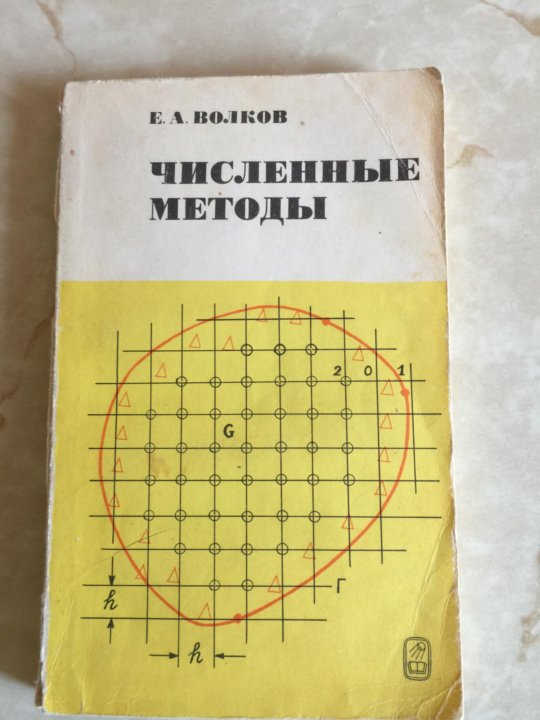 Е. А. ВОЛКОВ
ЧИСЛЕННЫЕ
МЕТОДЫ
2 0 1
G
Г
h
h